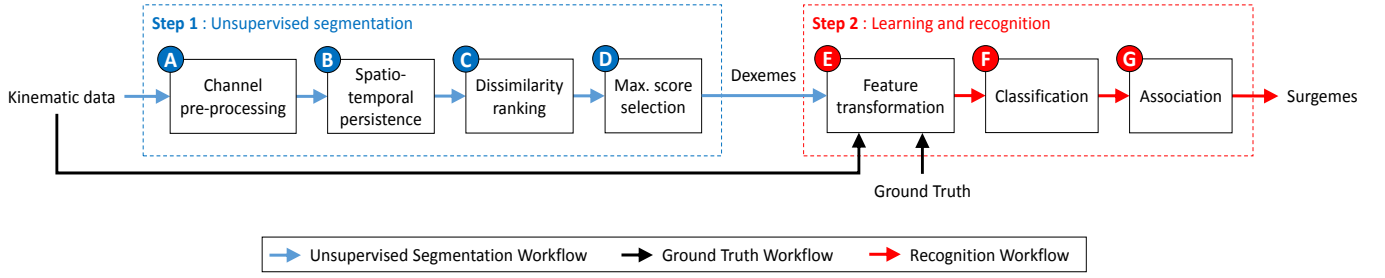 Step 1 : Unsupervised segmentation
Step 2 : Learning and recognition
A
B
C
D
E
F
G
Kinematic data
Channel
pre-processing
Spatio-
temporal
persistence
Dissimilarity
ranking
Max. score
selection
Dexemes
Feature
transformation
Classification
Association
Surgemes
Ground Truth
Unsupervised Segmentation Workflow
Ground Truth Workflow
Recognition Workflow